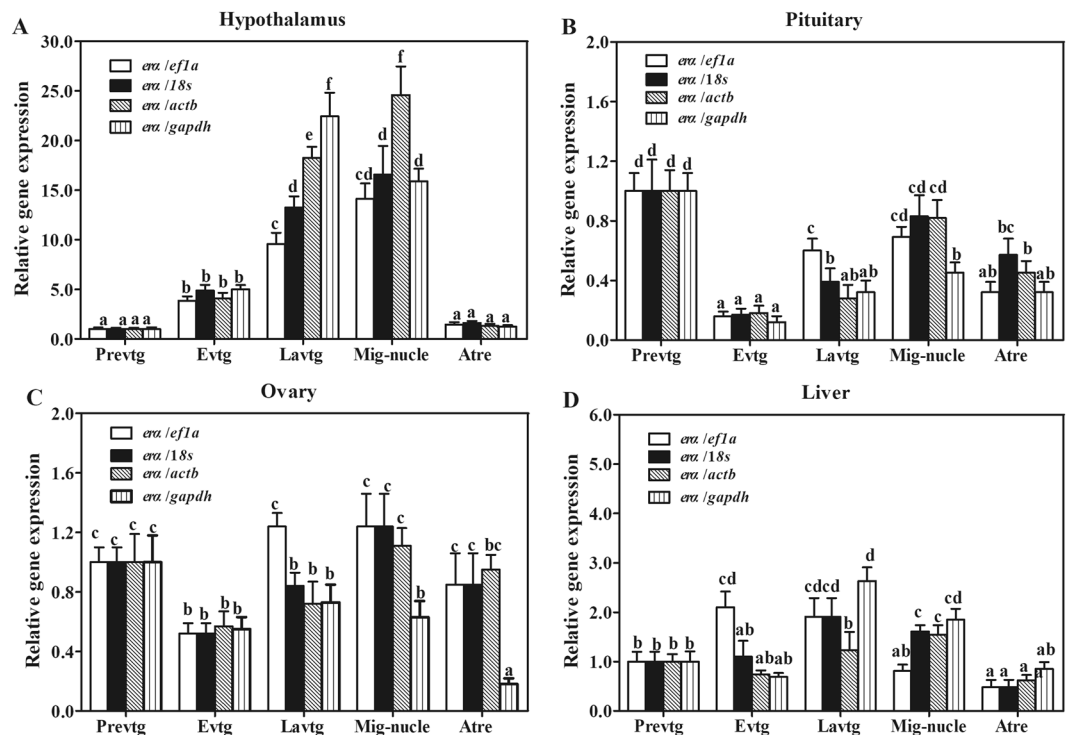 A
Hypothalamus
Relative gene expression
30.0
25.0
20.0
15.0
10.0
5.0
0.0
erα /ef1a
erα /18s
erα /actb
erα /gapdh
a a a a
b b b b
c d e f
cd d f d
a a a a
Prevtg Evtg Lavtg Mig-nucle Atre
B
Pituitary
Relative gene expression
2.0
1.6
1.2
0.8
0.4
0.0
erα /ef1a
erα /18s
erα /actb
erα /gapdh
d d d d
a a a a
c b ab ab
cd cd cd b
ab bc b ab
Prevtg Evtg Lavtg Mig-nucle Atre
C
Ovary
Relative gene expression
2.0
1.6
1.2
0.8
0.4
0.0
erα /ef1a
erα /18s
erα /actb
erα /gapdh
c c c c
b b b b
c b b b
c c c b
c c bc a
Prevtg Evtg Lavtg Mig-nucle Atre
D
Liver
Relative gene expression
6.0
5.0
4.0
3.0
2.0
1.0
0.0
erα /ef1a
erα /18s
erα /actb
erα /gapdh
b b b b
cd ab ab ab
cd cd b d
ab c c cd
a a a a ab
Prevtg Evtg Lavtg Mig-nucle Atre